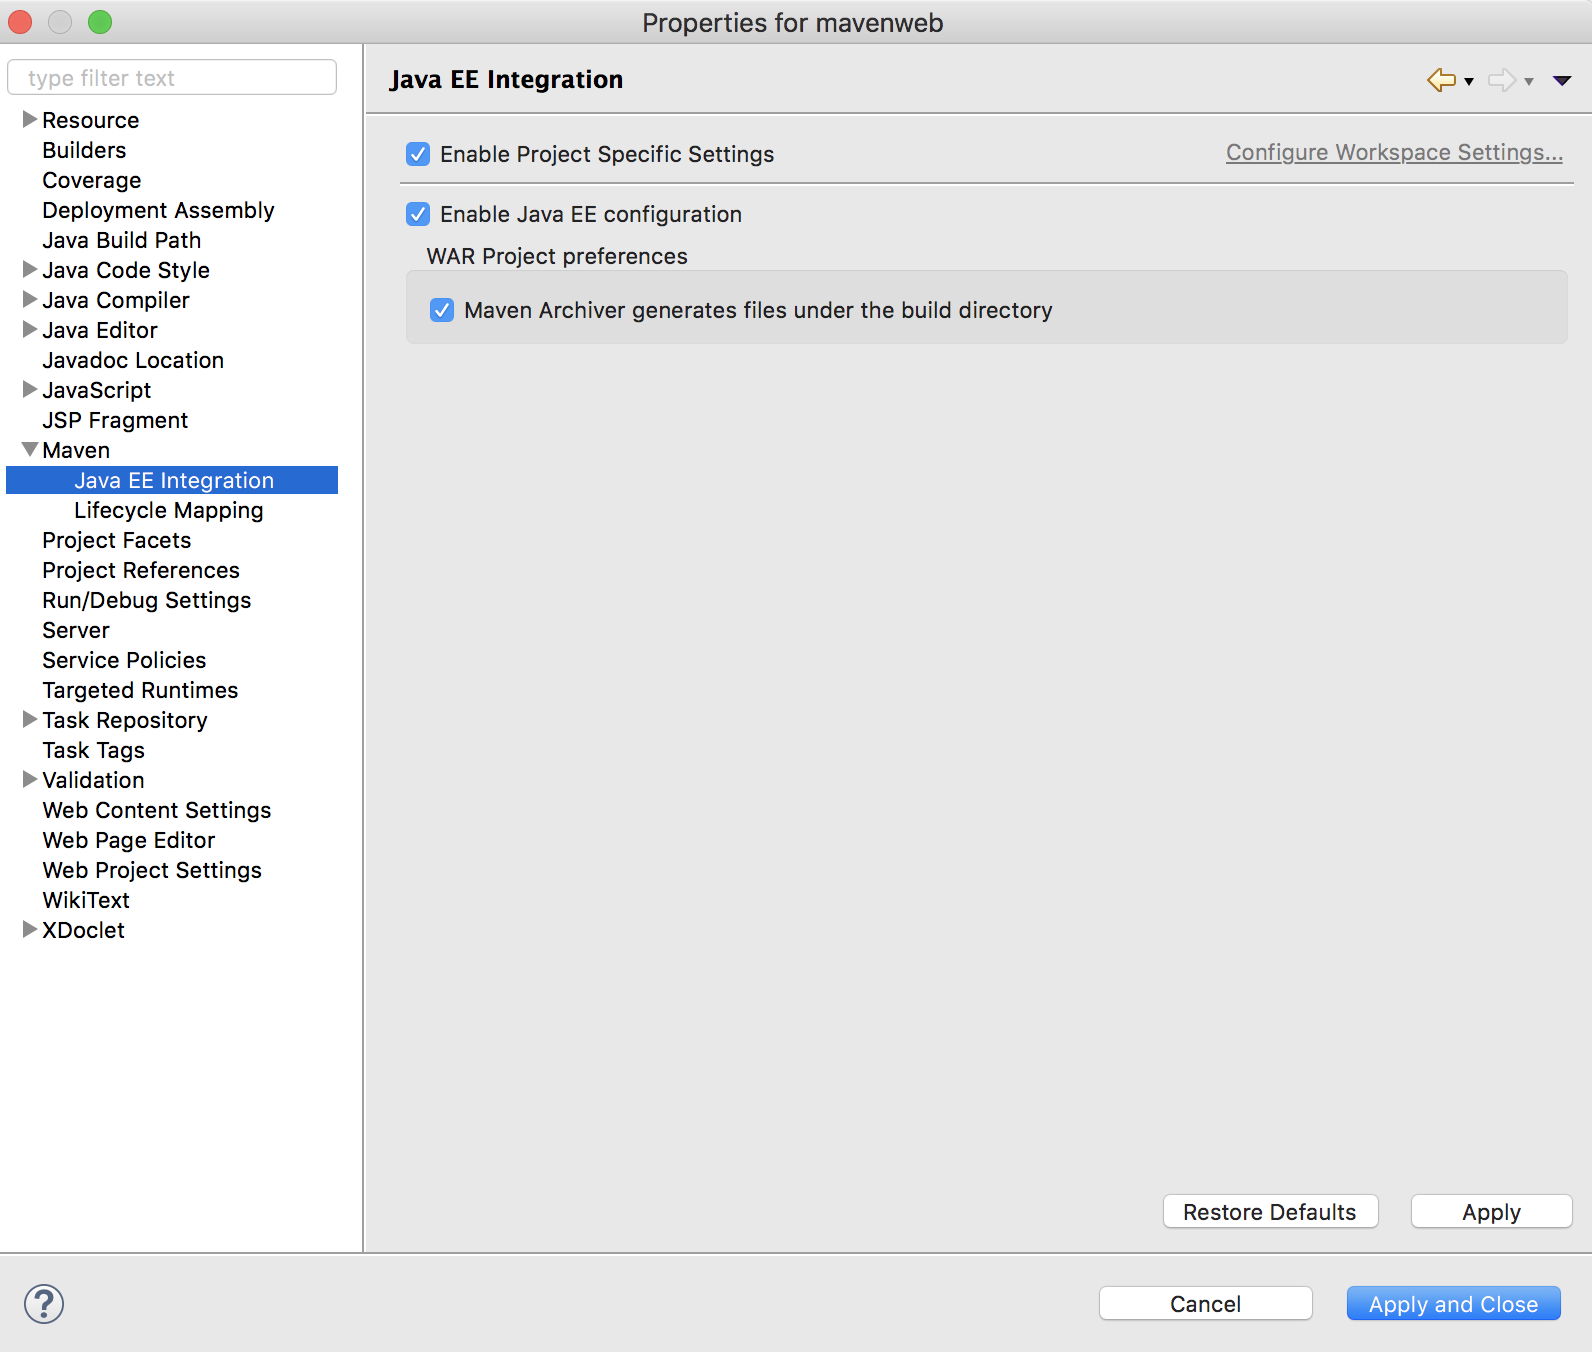 Properties for mavenweb
type filter text
Resource
Builders
Coverage
Deployment Assembly
Java Build Path
Java Code Style
Java Compiler
Java Editor
Javadoc Location
JavaScript
JSP Fragment
Maven
Java EE Integration
Lifecycle Mapping
Project Facets
Project References
Run/Debug Settings
Server
Service Policies
Targeted Runtimes
Task Repository
Task Tags
Validation
Web Content Settings
Web Page Editor
Web Project Settings
WikiText
XDoclet
Java EE Integration
Enable Project Specific Settings
Configure Workspace Settings...
Enable Java EE configuration
WAR Project preferences
Maven Archiver generates files under the build directory
Restore Defaults
Apply
?
Cancel
Apply and Close